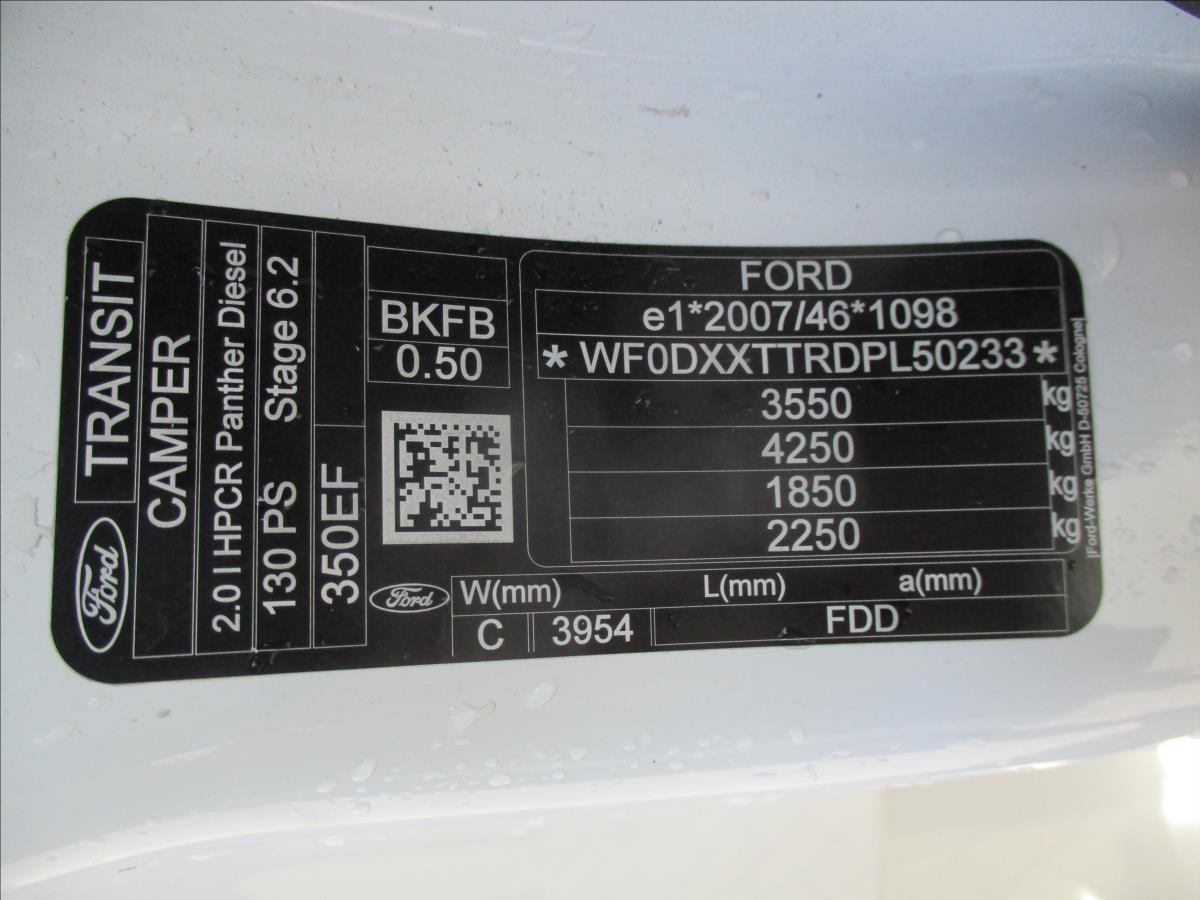 FORD
e1*2007/46*1098
* WF0DXXTTRDPL50233 *
3550 kg
4250 kg
1850 kg
2250 kg
W(mm) L(mm) a(mm)
C 3954 FDD
BKFB
0.50
Ford
Ford TRANSIT
CAMPER
2.0 l HPCR Panther Diesel
130 PS Stage 6.2
350EF
|Ford-Werke GmbH D-50725 Cologne|